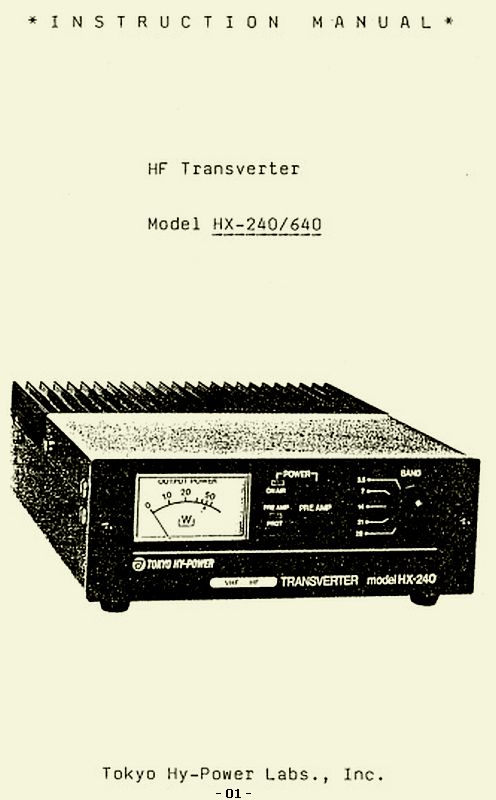 *INSTRUCTION MANUAL*
HF Transverter
Model HX-240/640
OUTPUT POWER
0 10 20 50
[W]
POWER
ON AIR
PRE AMP
PROT
PRE AMP
BAND
3.5
7
14
21
28
TOKYO HY-POWER
VHF HF TRANSVERTER model HX-240
Tokyo Hy-Power Labs., Inc.
- 01 -